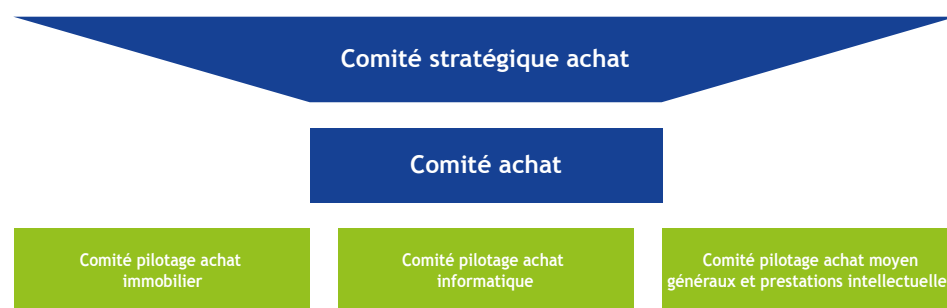 Comité stratégique achat
Comité achat
Comité pilotage achat
immobilier
Comité pilotage achat
informatique
Comité pilotage achat moyen
généraux et prestations intellectuelle